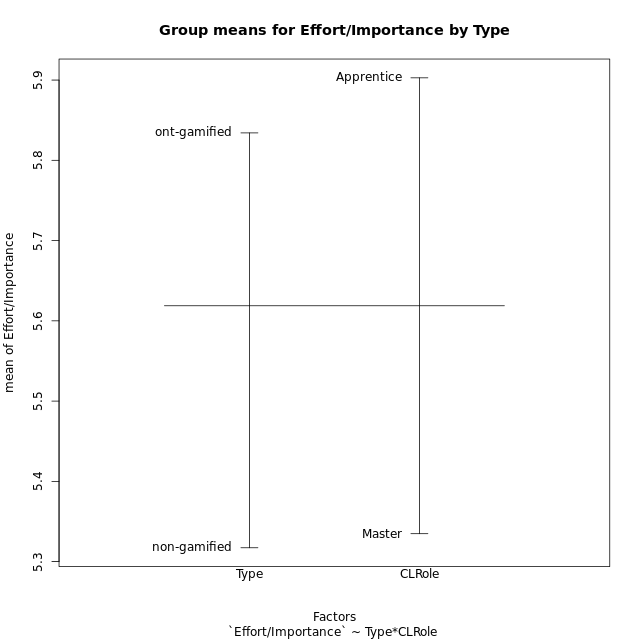 Group means for Effort/Importance by Type
mean of Effort/Importance
5.9
5.8
5.7
5.6
5.5
5.4
5.3
Apprentice
ont-gamified
Master
non-gamified
Type
CLRole
Factors
`Effort/Importance` ~ Type*CLRole